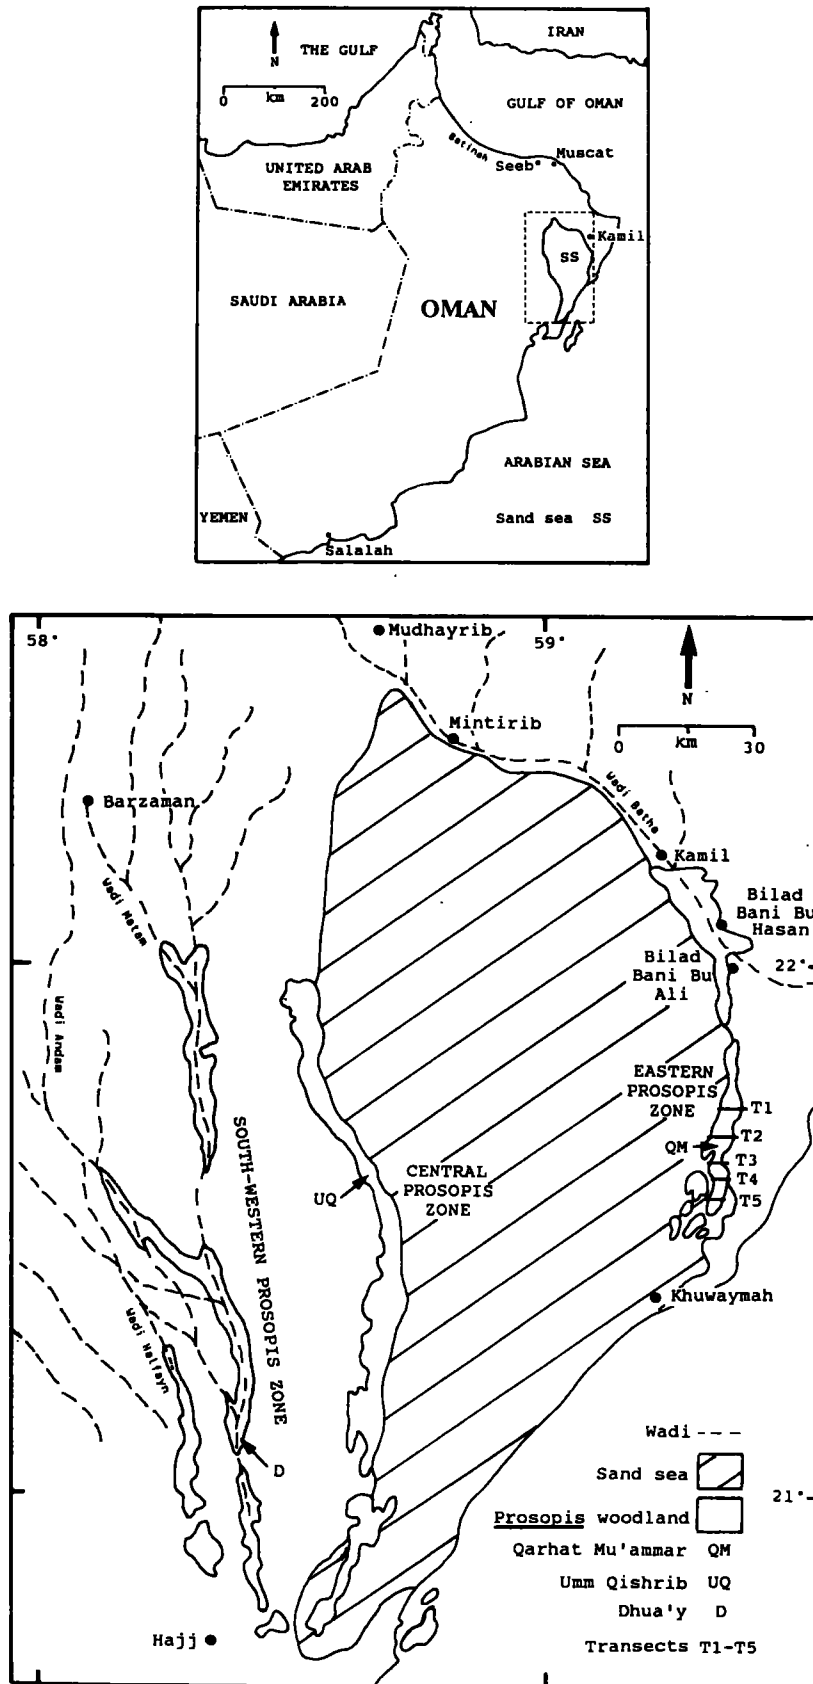 IRAN
THE GULF
N
0 km 200
GULF OF OMAN
Batinah
Muscat
Seeb
UNITED ARAB
EMIRATES
Kamil
SS
SAUDI ARABIA
OMAN
ARABIAN SEA
YEMEN
Sand sea SS
Salalah
58°
59°
Mudhayrib
N
Mintirib
0 km 30
Barzaman
Wadi Batha
Kamil
Wadi Matam
Bilad
Bani Bu
Hasan
22°
Bilad
Bani Bu
Ali
Wadi Andam
EASTERN
PROSOPIS
ZONE
T1
T2
QM
T3
T4
T5
SOUTH-WESTERN PROSOPIS ZONE
CENTRAL
PROSOPIS
ZONE
UQ
Khuwaymah
Wadi Halfayn
D
Wadi
Sand sea
21°
Prosopis woodland
Qarhat Mu'ammar QM
Umm Qishrib UQ
Dhua'y D
Hajj
Transects T1-T5